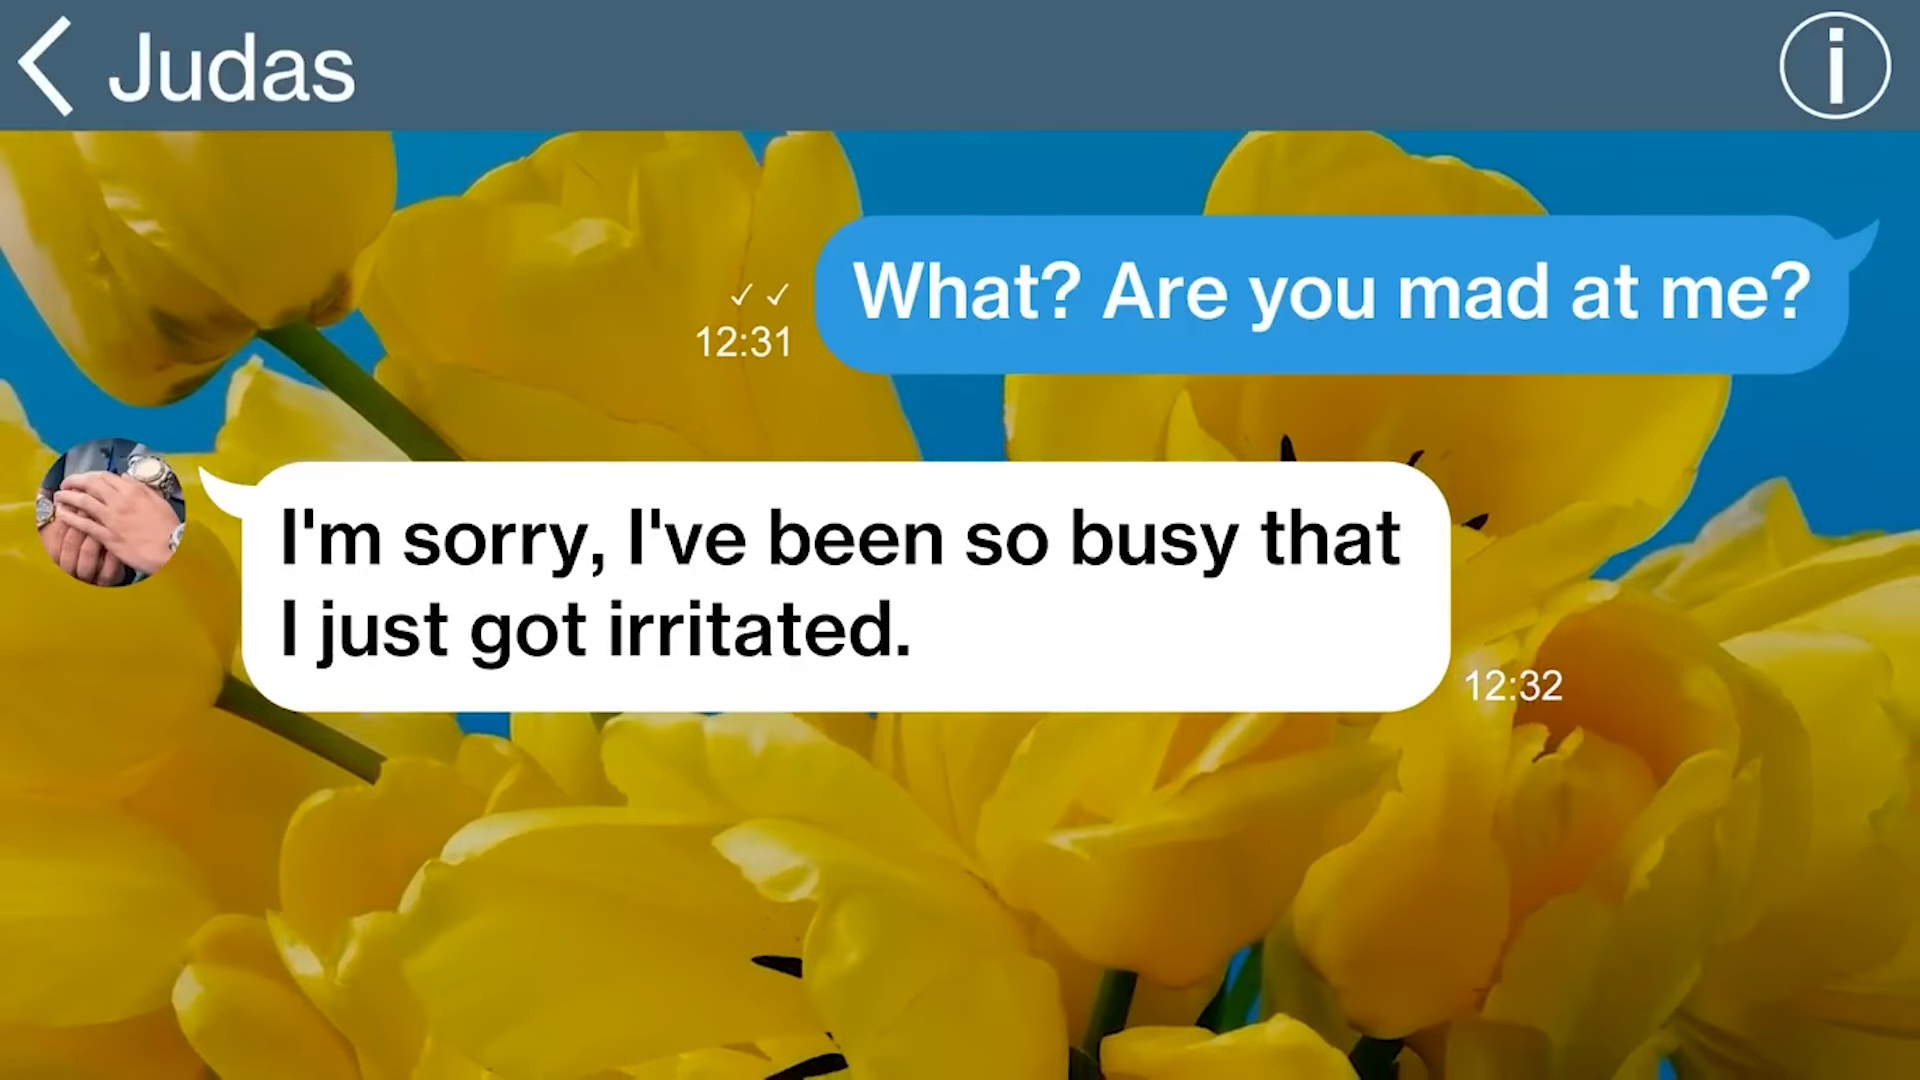 Judas
What? Are you mad at me?
✓ ✓
12:31
I'm sorry, I've been so busy that
I just got irritated.
12:32